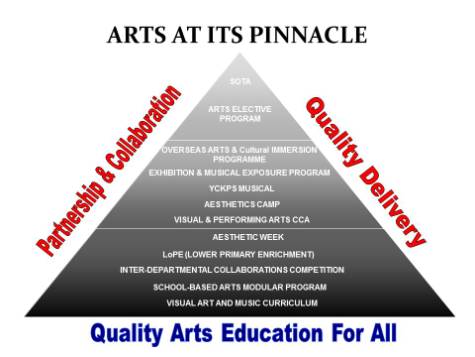 ARTS AT ITS PINNACLE
Partnership & Collaboration
Quality Delivery
SOTA
ARTS ELECTIVE
PROGRAM
OVERSEAS ARTS & Cultural IMMERSION
PROGRAMME
EXHIBITION & MUSICAL EXPOSURE PROGRAM
YCKPS MUSICAL
AESTHETICS CAMP
VISUAL & PERFORMING ARTS CCA
AESTHETIC WEEK
LoPE (LOWER PRIMARY ENRICHMENT)
INTER-DEPARTMENTAL COLLABORATIONS COMPETITION
SCHOOL-BASED ARTS MODULAR PROGRAM
VISUAL ART AND MUSIC CURRICULUM
Quality Arts Education For All